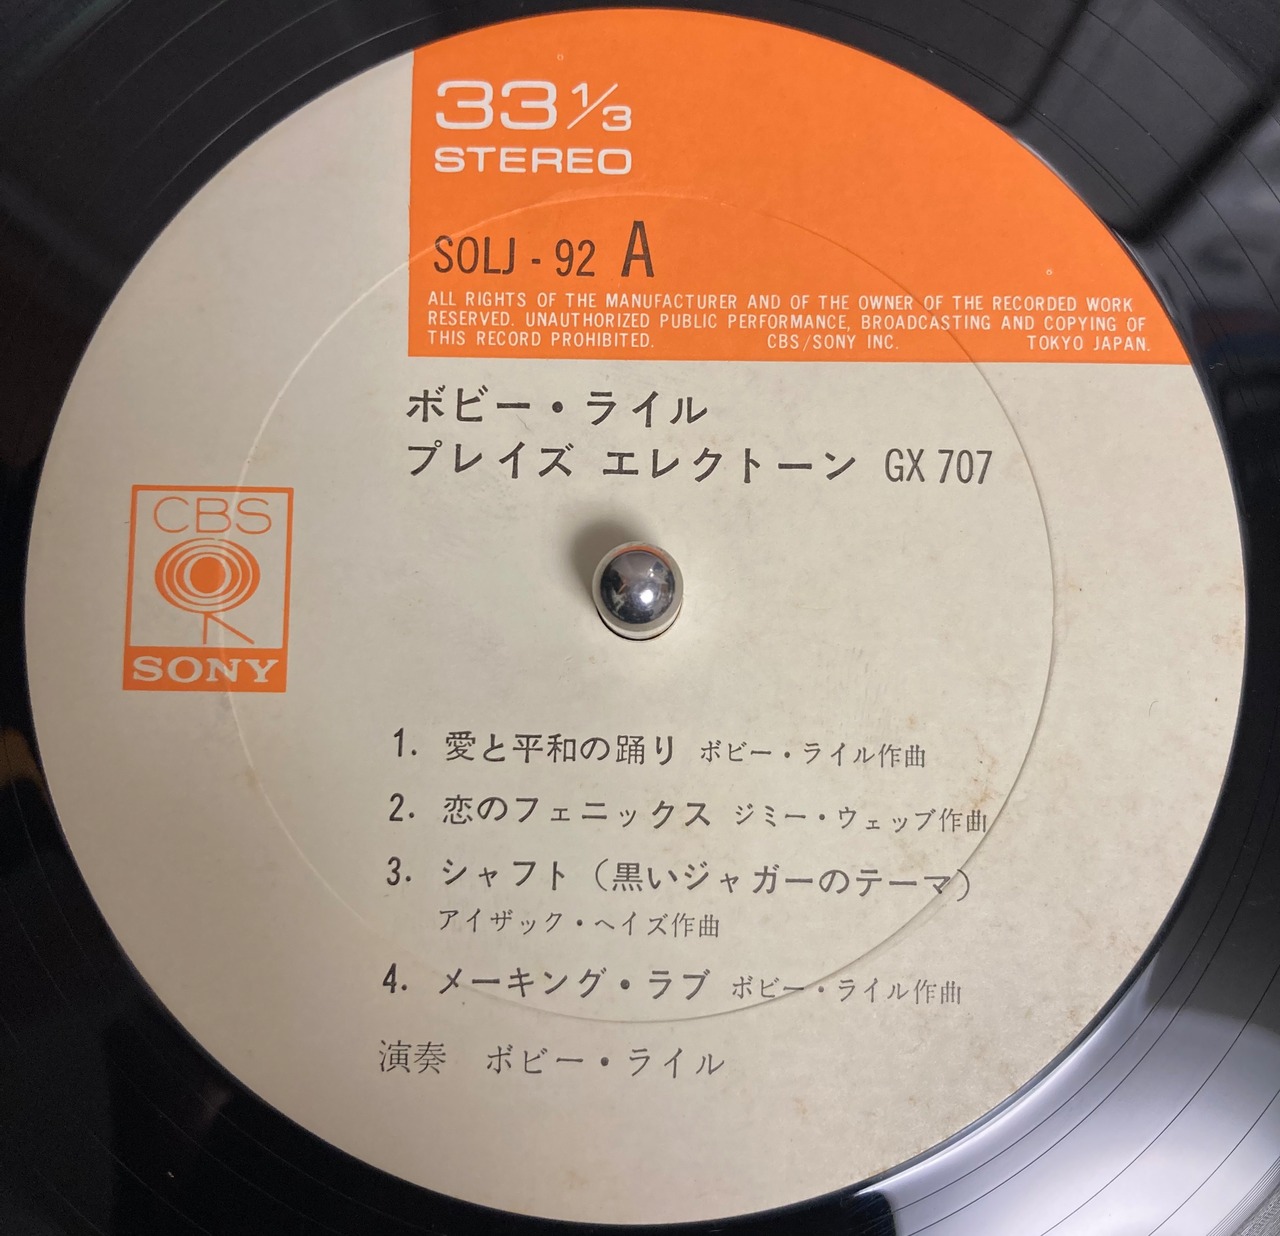 33 1/3
STEREO
SOLJ - 92 A
ALL RIGHTS OF THE MANUFACTURER AND OF THE OWNER OF THE RECORDED WORK
RESERVED. UNAUTHORIZED PUBLIC PERFORMANCE, BROADCASTING AND COPYING OF
THIS RECORD PROHIBITED. CBS/SONY INC. TOKYO JAPAN.
ボビー・ライル
プレイズ エレクトーン GX 707
CBS
SONY
1. 愛と平和の踊り ボビー・ライル作曲
2. 恋のフェニックス ジミー・ウェッブ作曲
3. シャフト（黒いジャガーのテーマ）
アイザック・ヘイズ作曲
4. メーキング・ラブ ボビー・ライル作曲
演奏 ボビー・ライル